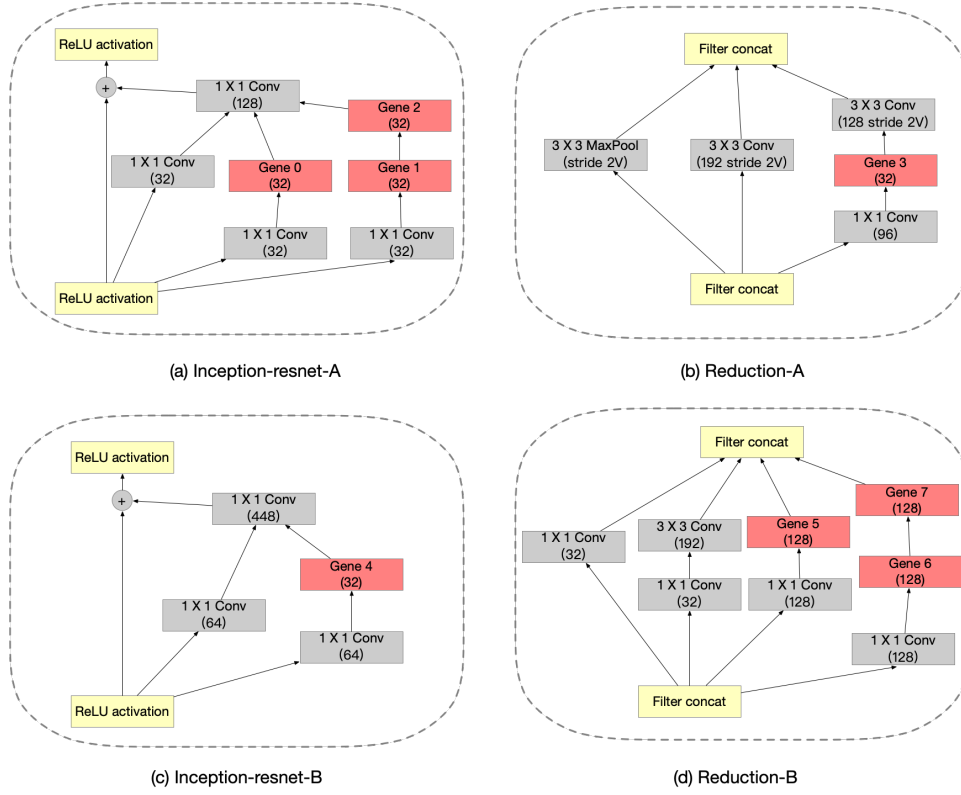 ReLU activation
+
1 X 1 Conv
(128)
Gene 2
(32)
1 X 1 Conv
(32)
Gene 0
(32)
Gene 1
(32)
1 X 1 Conv
(32)
1 X 1 Conv
(32)
ReLU activation
(a) Inception-resnet-A
Filter concat
3 X 3 Conv
(128 stride 2V)
3 X 3 MaxPool
(stride 2V)
3 X 3 Conv
(192 stride 2V)
Gene 3
(32)
1 X 1 Conv
(96)
Filter concat
(b) Reduction-A
ReLU activation
+
1 X 1 Conv
(448)
Gene 4
(32)
1 X 1 Conv
(64)
1 X 1 Conv
(64)
ReLU activation
(c) Inception-resnet-B
Filter concat
Gene 7
(128)
1 X 1 Conv
(32)
3 X 3 Conv
(192)
Gene 5
(128)
Gene 6
(128)
1 X 1 Conv
(32)
1 X 1 Conv
(128)
1 X 1 Conv
(128)
Filter concat
(d) Reduction-B